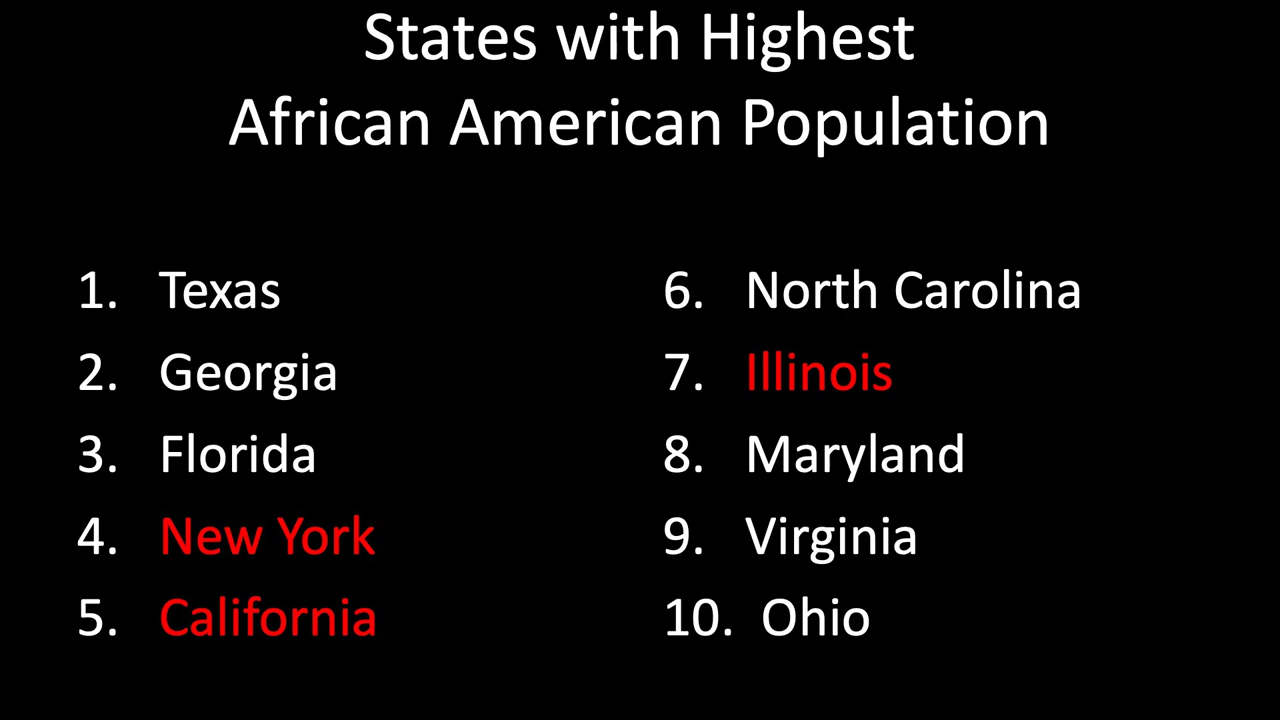 States with Highest
African American Population
1. Texas
2. Georgia
3. Florida
4. New York
5. California
6. North Carolina
7. Illinois
8. Maryland
9. Virginia
10. Ohio